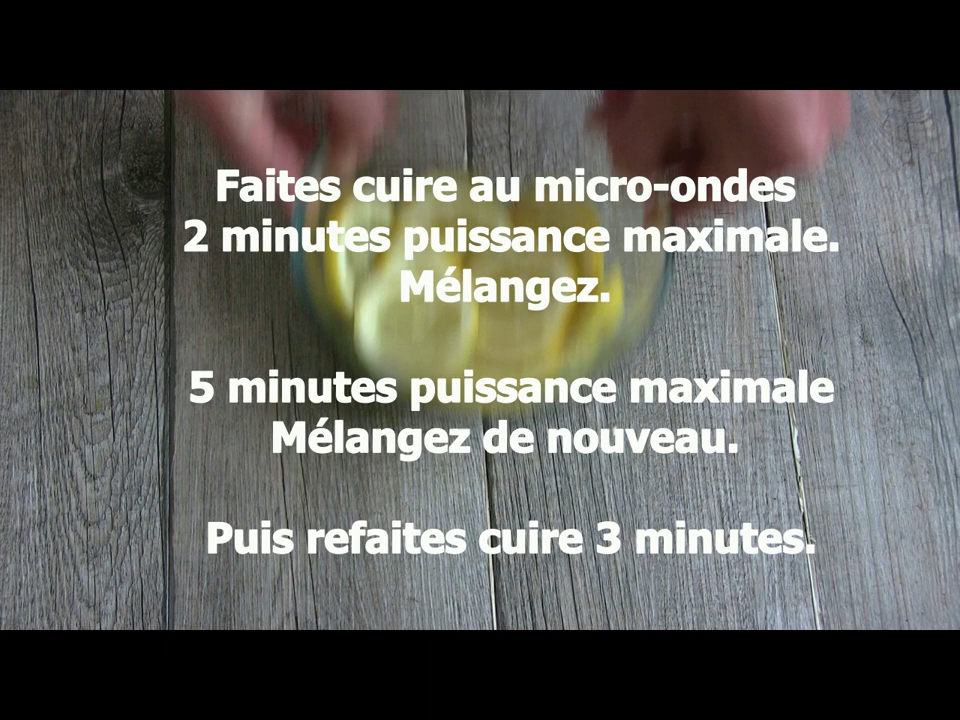 Faites cuire au micro-ondes
2 minutes puissance maximale.
Mélangez.
5 minutes puissance maximale
Mélangez de nouveau.
Puis refaites cuire 3 minutes.